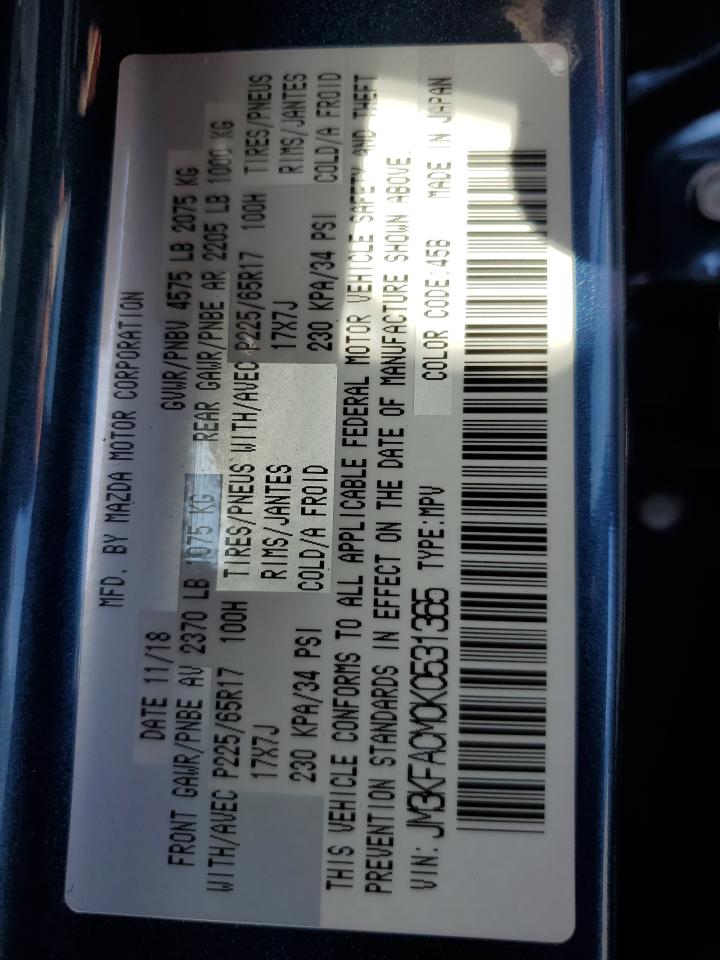 MFD. BY MAZDA MOTOR CORPORATION
DATE 11/18 GVWR/PNBV 4575 LB 2075 KG
FRONT GAWR/PNBE AV 2370 LB 1075 KG REAR GAWR/PNBE AR 2205 LB 1000 KG
WITH/AVEC P225/65R17 100H TIRES/PNEUS WITH/AVEC P225/65R17 100H TIRES/PNEUS
17X7J RIMS/JANTES 17X7J RIMS/JANTES
230 KPA/34 PSI COLD/A FROID 230 KPA/34 PSI COLD/A FROID
THIS VEHICLE CONFORMS TO ALL APPLICABLE FEDERAL MOTOR VEHICLE SAFETY AND THEFT
PREVENTION STANDARDS IN EFFECT ON THE DATE OF MANUFACTURE SHOWN ABOVE.
VIN: JM3KFACM0K0531365 TYPE:MPV COLOR CODE:45B MADE IN JAPAN